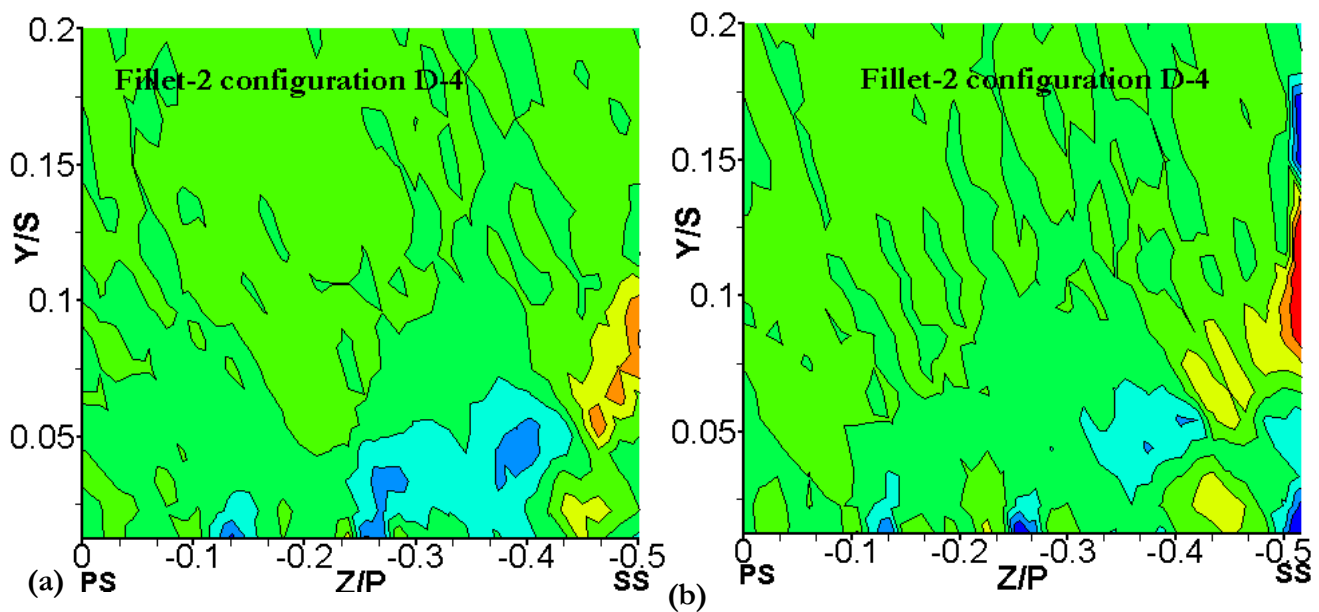 0.2
Fillet-2 configuration D-4
0.15
Y/S
0.1
0.05
0 -0.1 -0.2 -0.3 -0.4 -0.5
(a) PS Z/P SS
0.2
Fillet-2 configuration D-4
0.15
Y/S
0.1
0.05
0 -0.1 -0.2 -0.3 -0.4 -0.5
(b) PS Z/P SS